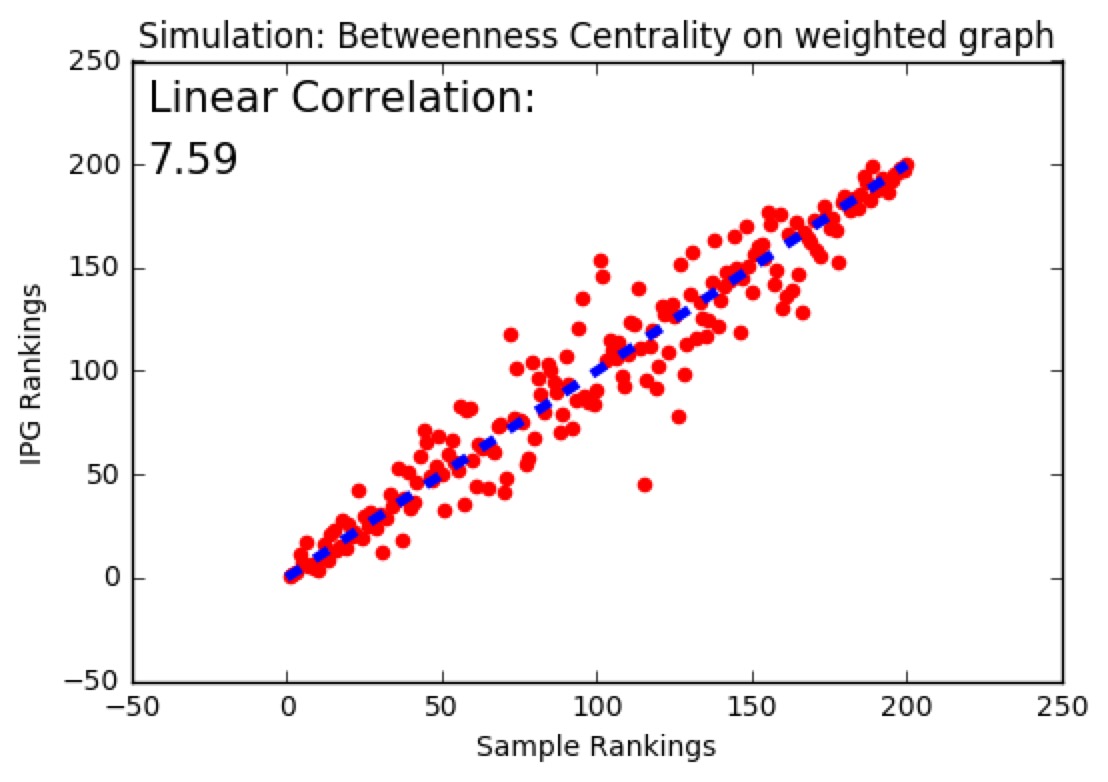 Simulation: Betweenness Centrality on weighted graph
Linear Correlation:
7.59
250
200
150
100
50
0
−50
IPG Rankings
−50 0 50 100 150 200 250
Sample Rankings